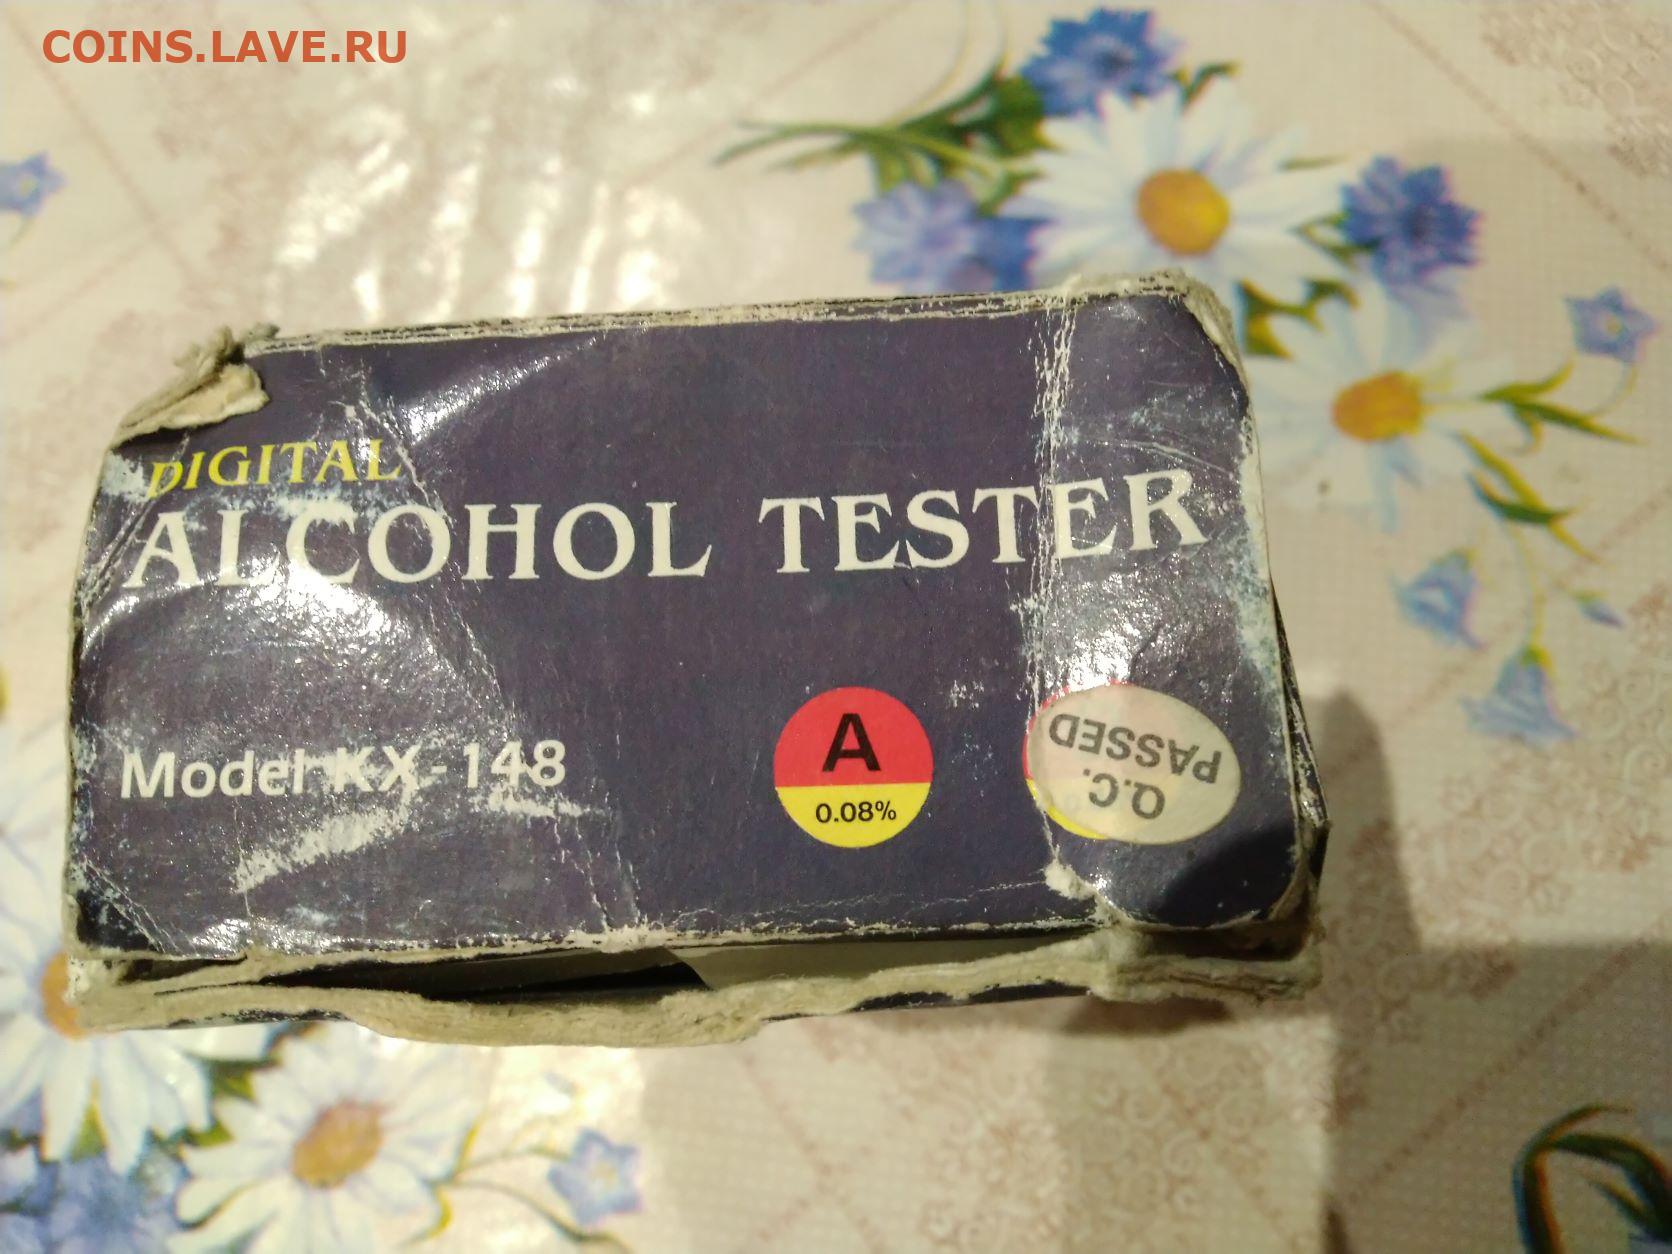 COINS.LAVE.RU
DIGITAL
ALCOHOL TESTER
Model KX-148
A
0.08%
Q.C.
PASSED